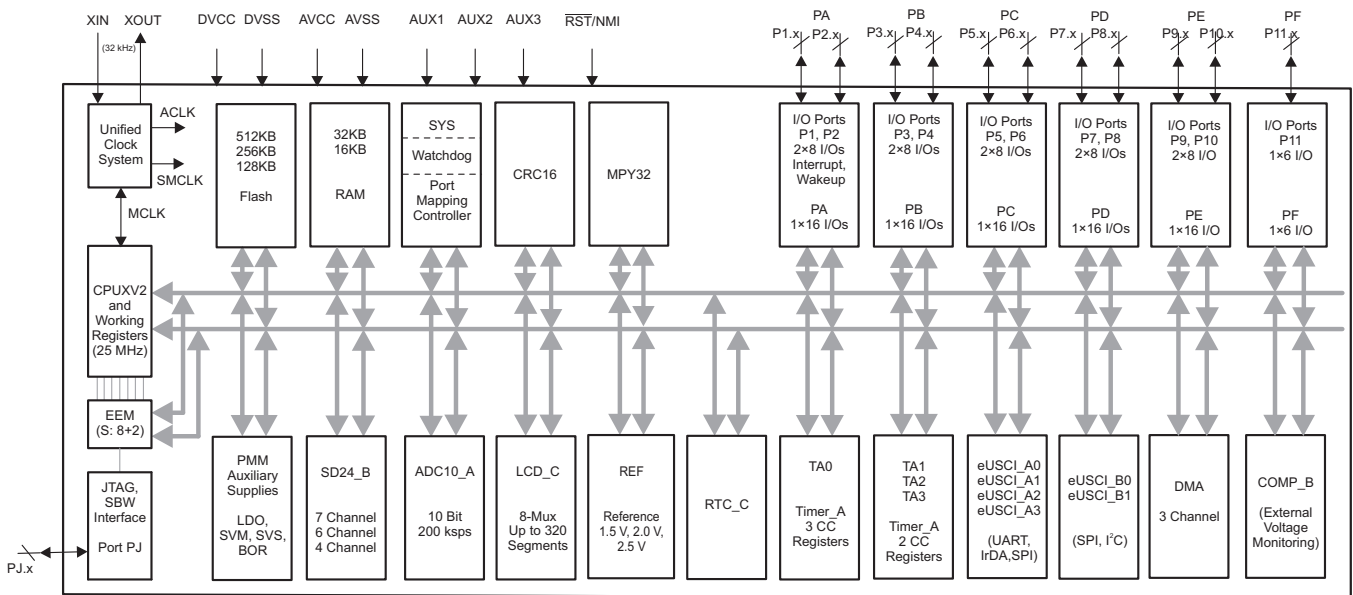 XIN XOUT DVCC DVSS AVCC AVSS AUX1 AUX2 AUX3 RST/NMI PA PB PC PD PE PF
(32 kHz) P1.x P2.x P3.x P4.x P5.x P6.x P7.x P8.x P9.x P10.x P11.x
Unified
Clock
System
ACLK
SMCLK
MCLK
512KB
256KB
128KB
Flash
32KB
16KB
RAM
SYS
Watchdog
Port
Mapping
Controller
CRC16
MPY32
I/O Ports
P1, P2
2×8 I/Os
Interrupt,
Wakeup
PA
1×16 I/Os
I/O Ports
P3, P4
2×8 I/Os
PB
1×16 I/Os
I/O Ports
P5, P6
2×8 I/Os
PC
1×16 I/Os
I/O Ports
P7, P8
2×8 I/Os
PD
1×16 I/Os
I/O Ports
P9, P10
2×8 I/O
PE
1×16 I/O
I/O Ports
P11
1×6 I/O
PF
1×6 I/O
CPUXV2
and
Working
Registers
(25 MHz)
EEM
(S: 8+2)
JTAG,
SBW
Interface
Port PJ
PJ.x
PMM
Auxiliary
Supplies
LDO,
SVM, SVS,
BOR
SD24_B
7 Channel
6 Channel
4 Channel
ADC10_A
10 Bit
200 ksps
LCD_C
8-Mux
Up to 320
Segments
REF
Reference
1.5 V, 2.0 V,
2.5 V
RTC_C
TA0
Timer_A
3 CC
Registers
TA1
TA2
TA3
Timer_A
2 CC
Registers
eUSCI_A0
eUSCI_A1
eUSCI_A2
eUSCI_A3
(UART,
IrDA,SPI)
eUSCI_B0
eUSCI_B1
(SPI, I²C)
DMA
3 Channel
COMP_B
(External
Voltage
Monitoring)